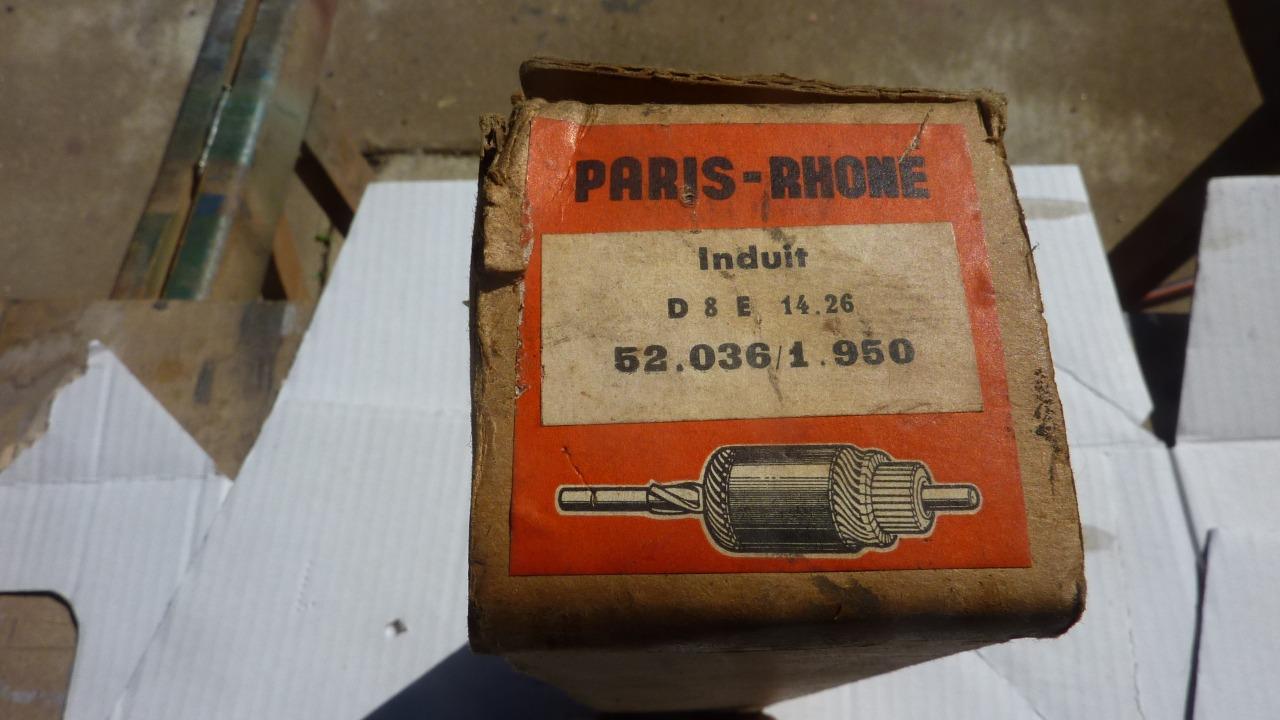 PARIS-RHONE
Induit
D 8 E 14.26
52.036/1.950